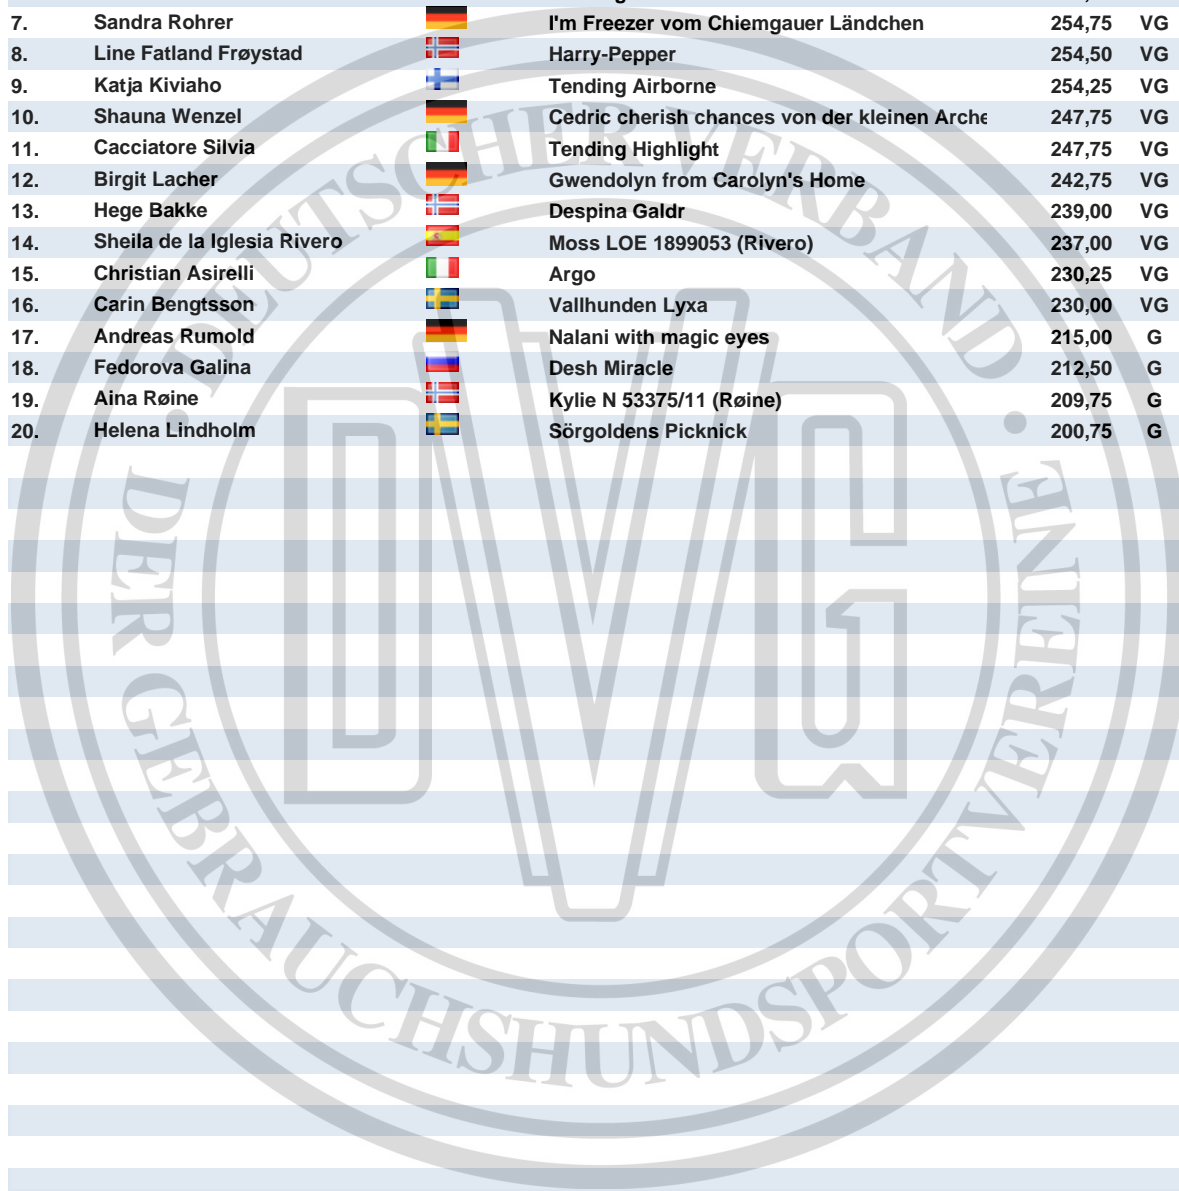 7. Sandra Rohrer I'm Freezer vom Chiemgauer Ländchen 254,75 VG
8. Line Fatland Frøystad Harry-Pepper 254,50 VG
9. Katja Kiviaho Tending Airborne 254,25 VG
10. Shauna Wenzel Cedric cherish chances von der kleinen Arche 247,75 VG
11. Cacciatore Silvia Tending Highlight 247,75 VG
12. Birgit Lacher Gwendolyn from Carolyn's Home 242,75 VG
13. Hege Bakke Despina Galdr 239,00 VG
14. Sheila de la Iglesia Rivero Moss LOE 1899053 (Rivero) 237,00 VG
15. Christian Asirelli Argo 230,25 VG
16. Carin Bengtsson Vallhunden Lyxa 230,00 VG
17. Andreas Rumold Nalani with magic eyes 215,00 G
18. Fedorova Galina Desh Miracle 212,50 G
19. Aina Røine Kylie N 53375/11 (Røine) 209,75 G
20. Helena Lindholm Sörgoldens Picknick 200,75 G
• DEUTSCHER VERBAND •
DER GEBRAUCHSHUNDSPORTVEREINE
DVG